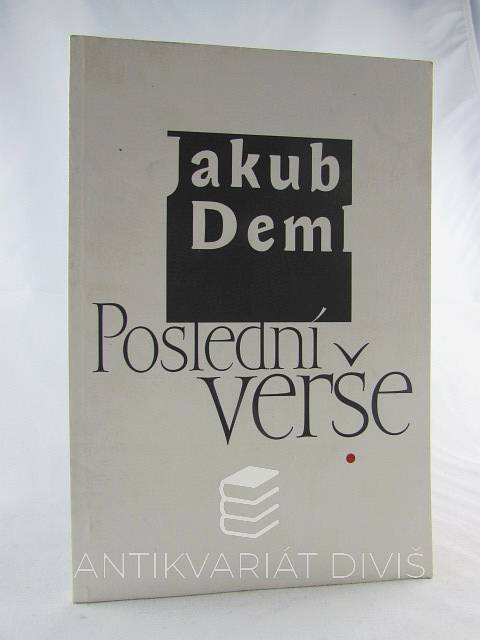 Jakub
Deml
Poslední
verše
ANTIKVARIÁT DIVIŠ